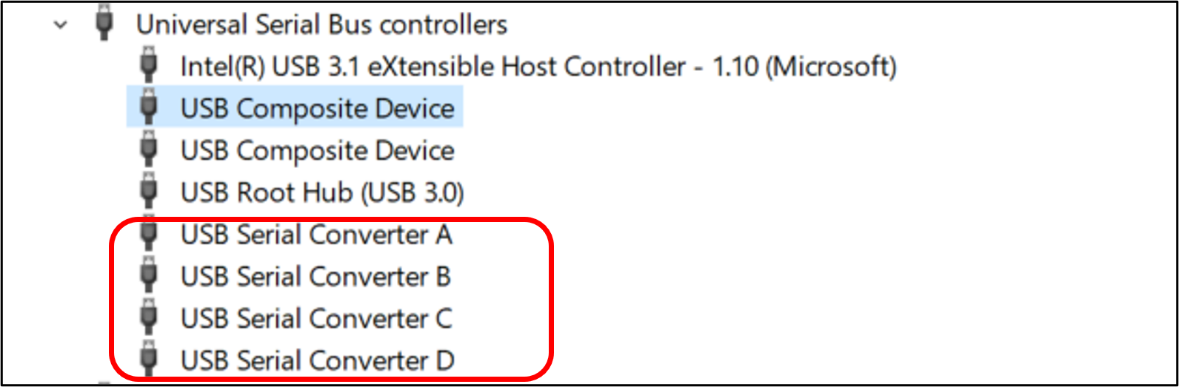 Universal Serial Bus controllers
Intel(R) USB 3.1 eXtensible Host Controller - 1.10 (Microsoft)
USB Composite Device
USB Composite Device
USB Root Hub (USB 3.0)
USB Serial Converter A
USB Serial Converter B
USB Serial Converter C
USB Serial Converter D